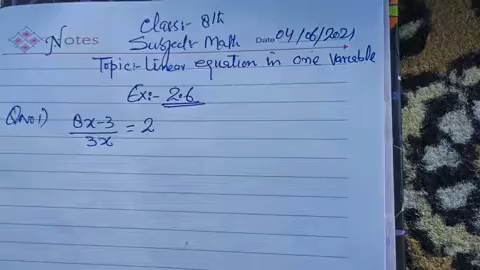 Class:- 8th
Notes Subject:- Math Date 04/06/2021
Topic:- Linear equation in one Variable
Ex:- 2.6
QNo1) 8x-3/3x = 2